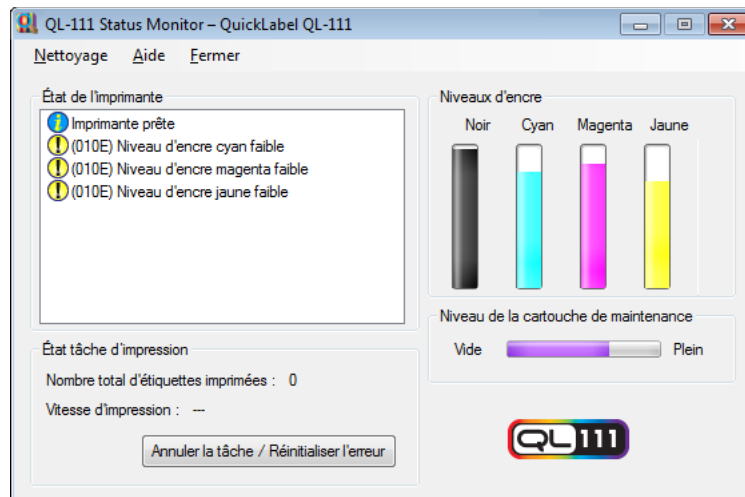 QL-111 Status Monitor – QuickLabel QL-111
Nettoyage Aide Fermer
État de l'imprimante
Imprimante prête
(010E) Niveau d'encre cyan faible
(010E) Niveau d'encre magenta faible
(010E) Niveau d'encre jaune faible
Niveaux d'encre
Noir Cyan Magenta Jaune
Niveau de la cartouche de maintenance
Vide Plein
État tâche d'impression
Nombre total d'étiquettes imprimées : 0
Vitesse d'impression : ---
Annuler la tâche / Réinitialiser l'erreur
QL111